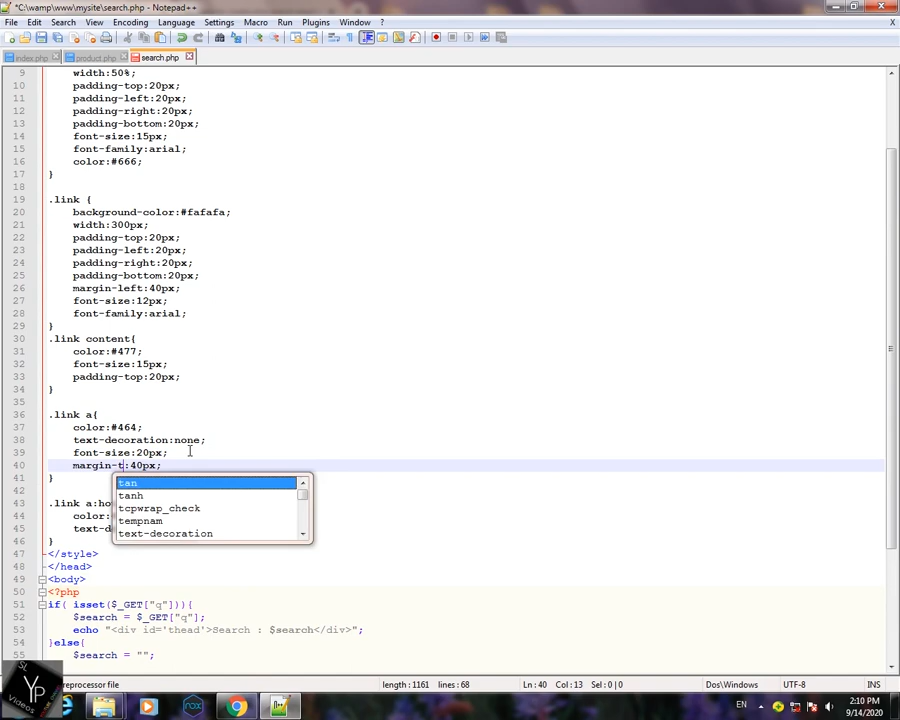 *C:\wamp\www\mysite\search.php - Notepad++
File Edit Search View Encoding Language Settings Macro Run Plugins Window ? X
index.php product.php search.php
9 width:50%;
10 padding-top:20px;
11 padding-left:20px;
12 padding-right:20px;
13 padding-bottom:20px;
14 font-size:15px;
15 font-family:arial;
16 color:#666;
17 }
18
19 .link {
20 background-color:#fafafa;
21 width:300px;
22 padding-top:20px;
23 padding-left:20px;
24 padding-right:20px;
25 padding-bottom:20px;
26 margin-left:40px;
27 font-size:12px;
28 font-family:arial;
29 }
30 .link content{
31 color:#477;
32 font-size:15px;
33 padding-top:20px;
34 }
35
36 .link a{
37 color:#464;
38 text-decoration:none;
39 font-size:20px;
40 margin-t:40px;
41 }
tan
tanh
tcpwrap_check
tempnam
text-decoration
42
43 .link a:ho
44 color:
45 text-d
46 }
47 </style>
48 </head>
49 <body>
50 <?php
51 if( isset($_GET["q"])){
52 $search = $_GET["q"];
53 echo "<div id='thead'>Search : $search</div>";
54 }else{
55 $search = "";
SL
YP
Videos
reprocessor file length : 1161 lines : 68 Ln : 40 Col : 13 Sel : 0 | 0 Dos\Windows UTF-8 INS
nox EN 2:10 PM
9/14/2020